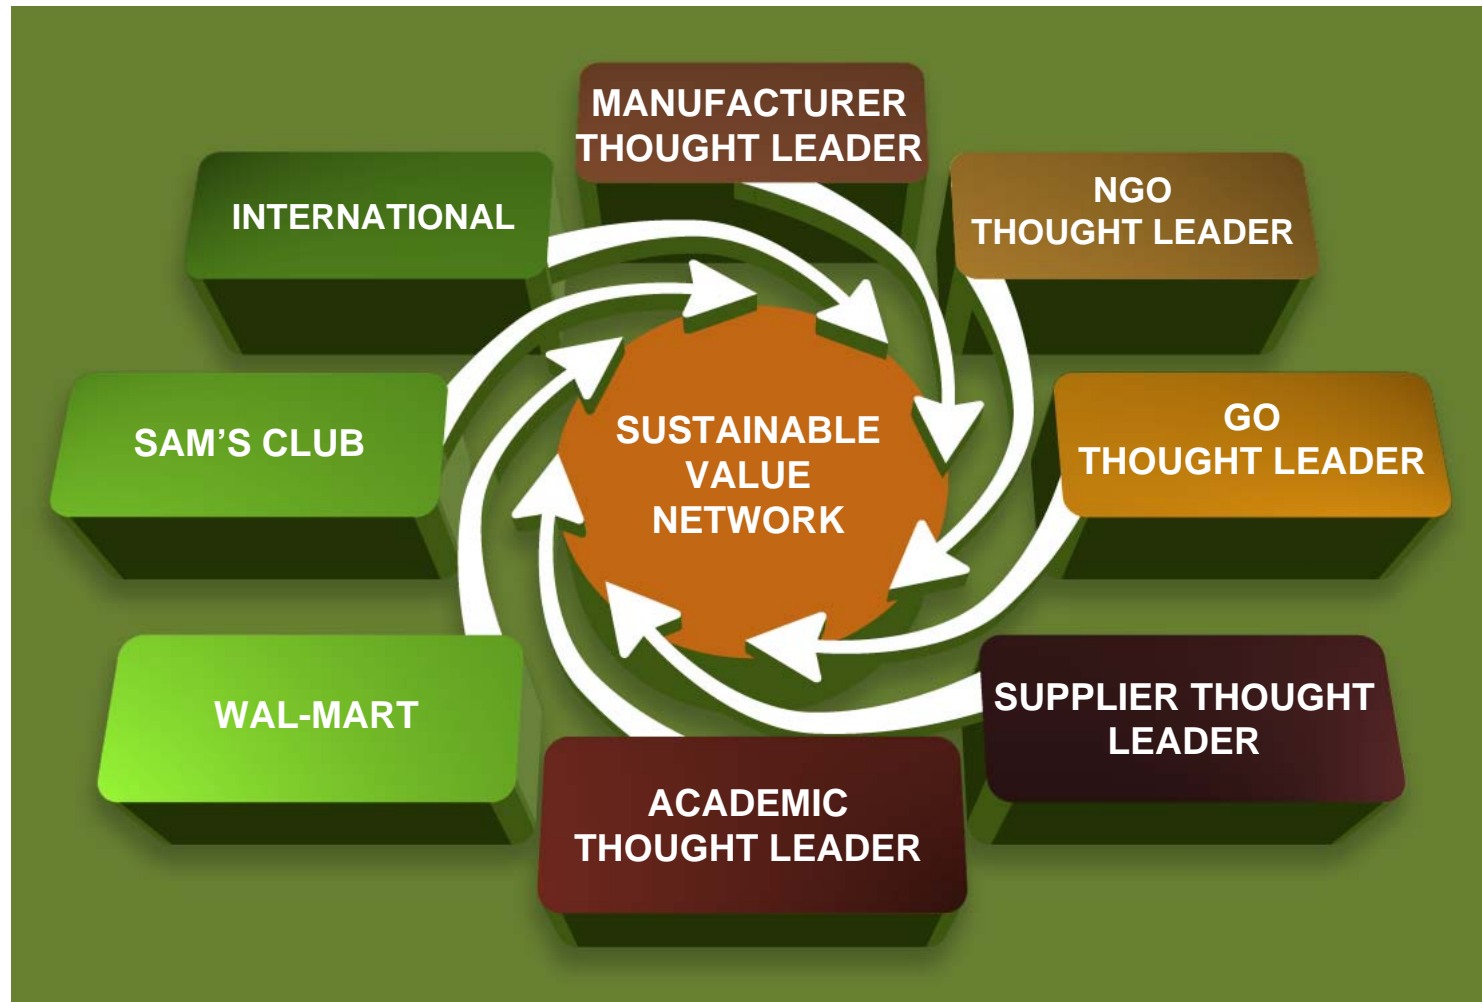 MANUFACTURER
THOUGHT LEADER
INTERNATIONAL
NGO
THOUGHT LEADER
SAM’S CLUB
SUSTAINABLE
VALUE
NETWORK
GO
THOUGHT LEADER
WAL-MART
SUPPLIER THOUGHT
LEADER
ACADEMIC
THOUGHT LEADER